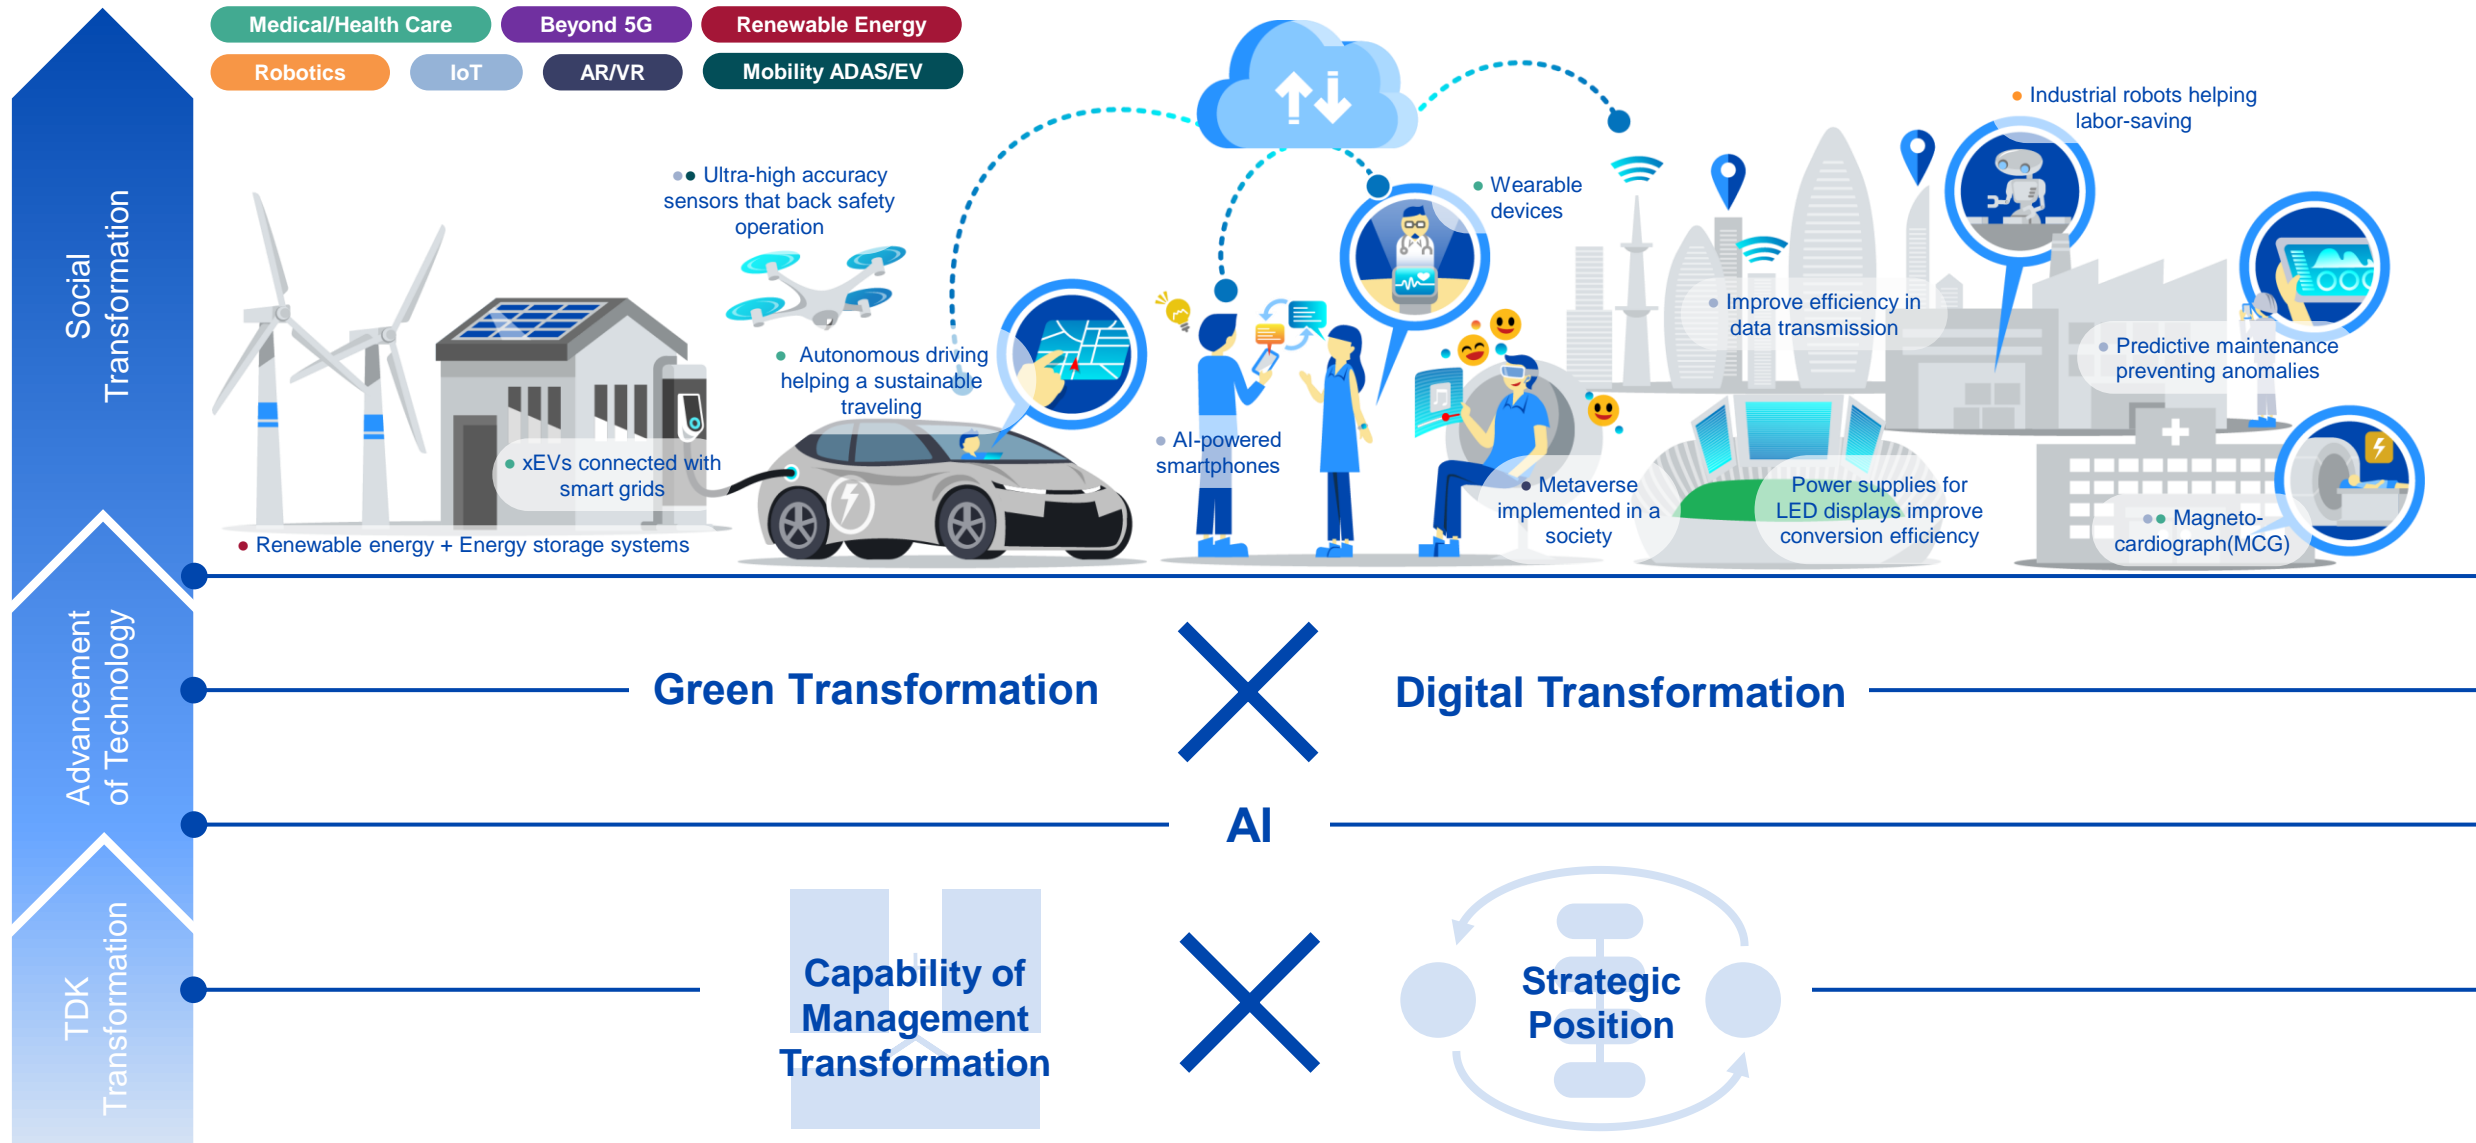 Medical/Health Care
Beyond 5G
Renewable Energy
Robotics
IoT
AR/VR
Mobility ADAS/EV
Social
Transformation
Ultra-high accuracy
sensors that back safety
operation
Autonomous driving
helping a sustainable
traveling
xEVs connected with
smart grids
Renewable energy + Energy storage systems
AI-powered
smartphones
Wearable
devices
Metaverse
implemented in a
society
Improve efficiency in
data transmission
Power supplies for
LED displays improve
conversion efficiency
Industrial robots helping
labor-saving
Predictive maintenance
preventing anomalies
Magneto-
cardiograph(MCG)
Advancement
of Technology
Green Transformation
Digital Transformation
AI
TDK
Transformation
Capability of
Management
Transformation
Strategic
Position